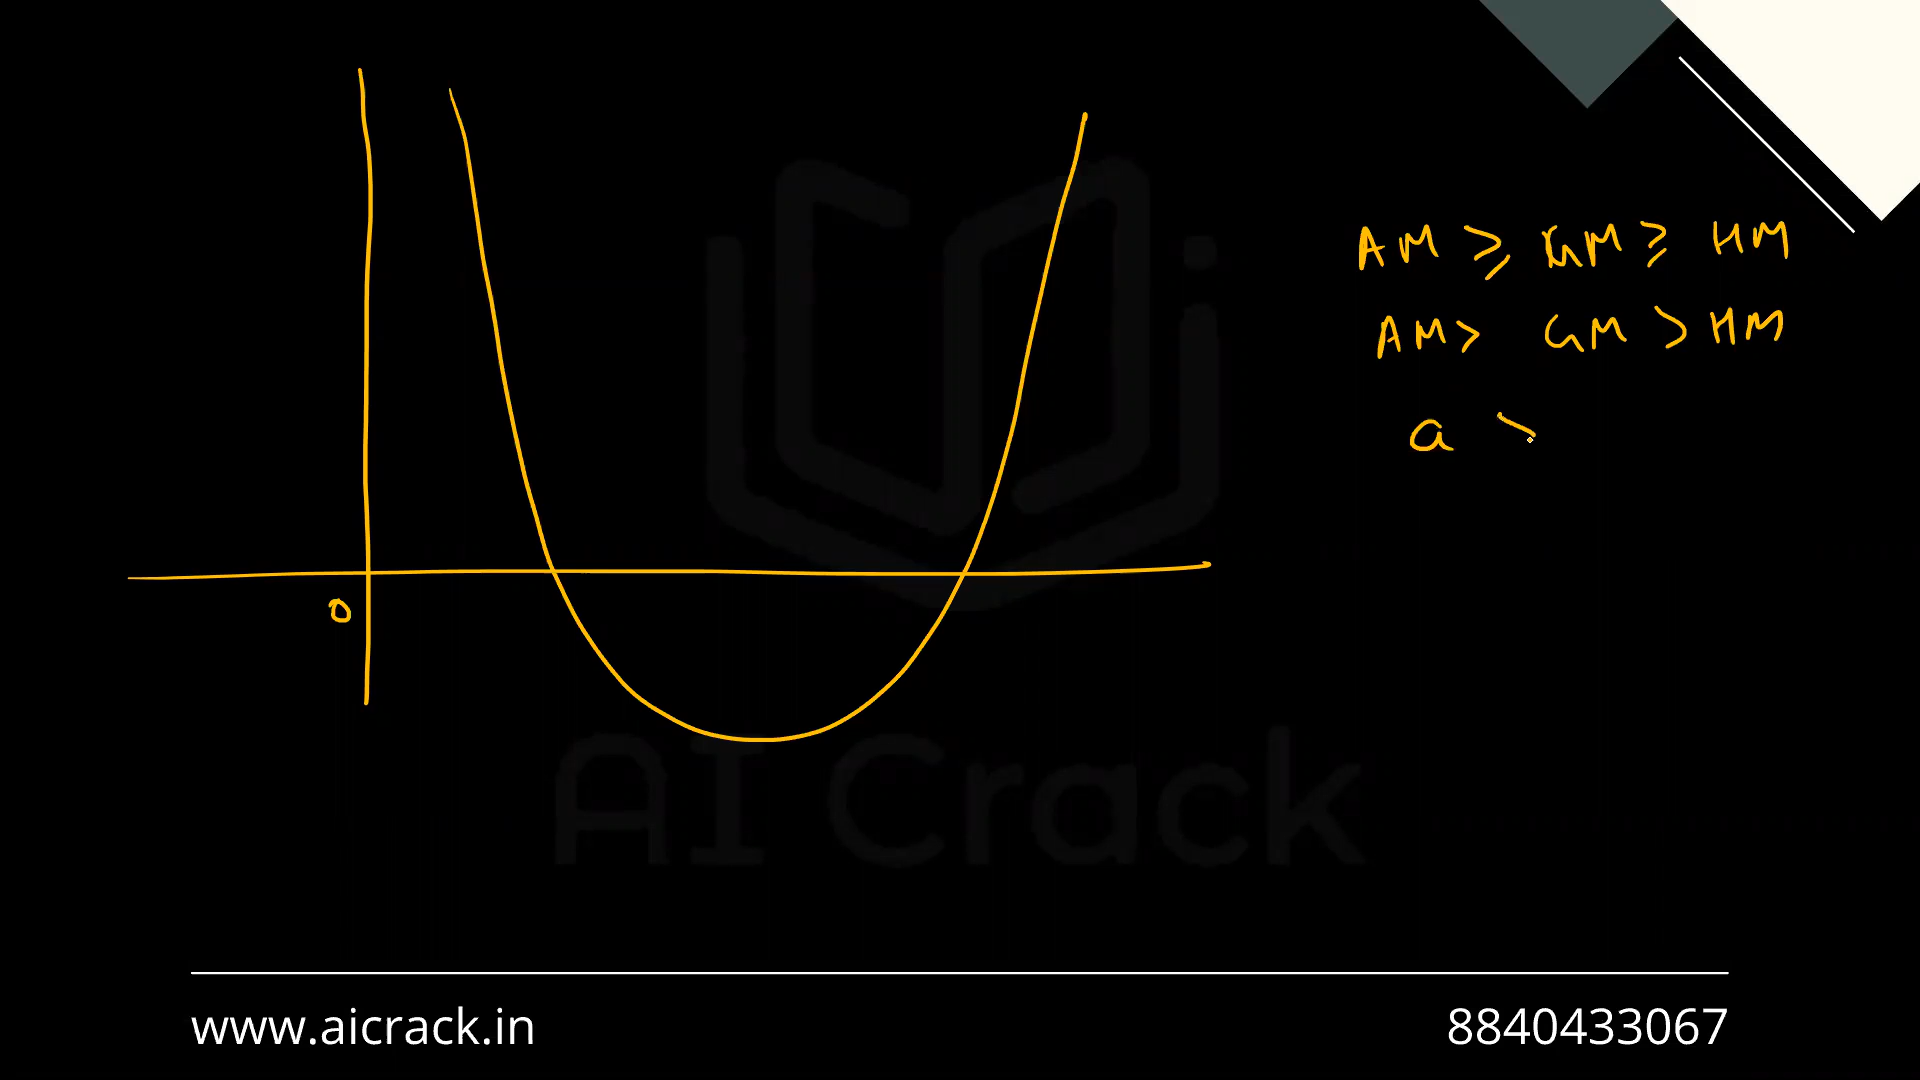 AM ≥ GM ≥ HM
AM > GM > HM
a
0
AI Crack
www.aicrack.in
8840433067